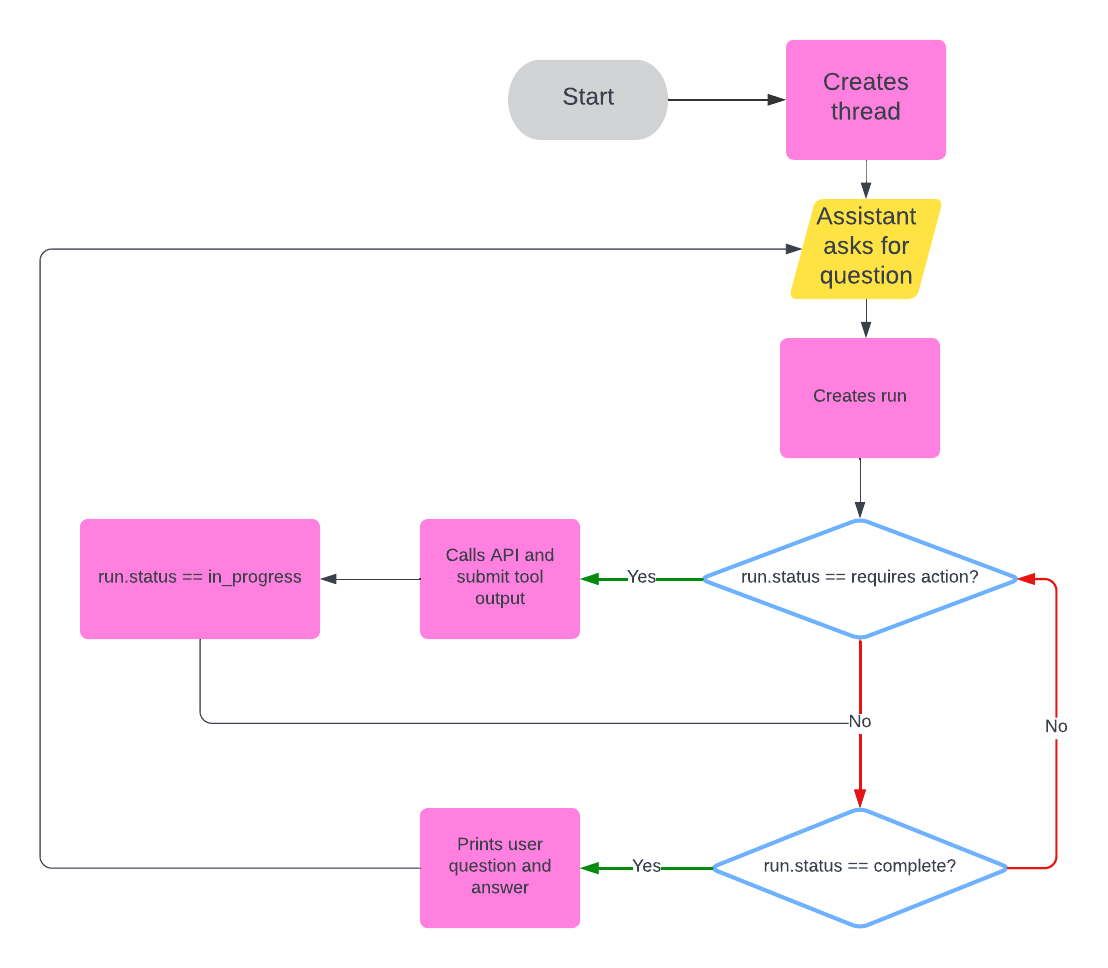 Start
Creates
thread
Assistant
asks for
question
Creates run
run.status == requires action?
Yes
Calls API and
submit tool
output
run.status == in_progress
No
No
run.status == complete?
Yes
Prints user
question and
answer